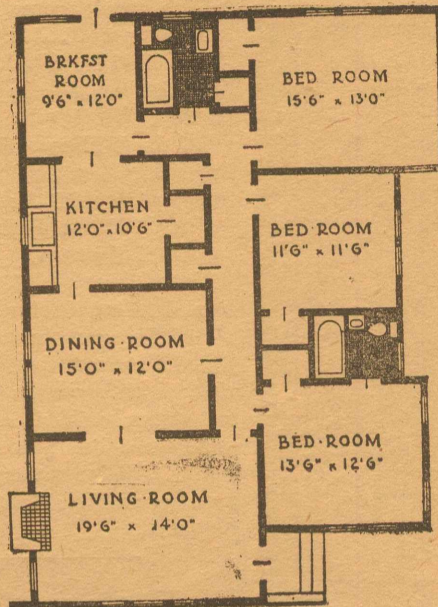 BRKFST
ROOM
9'6" x 12'0"
BED ROOM
15'6" x 13'0"
KITCHEN
12'0" x 10'6"
BED·ROOM
11'6" x 11'6"
DINING·ROOM
15'0" x 12'0"
BED·ROOM
13'6" x 12'6"
LIVING·ROOM
19'6" x 14'0"